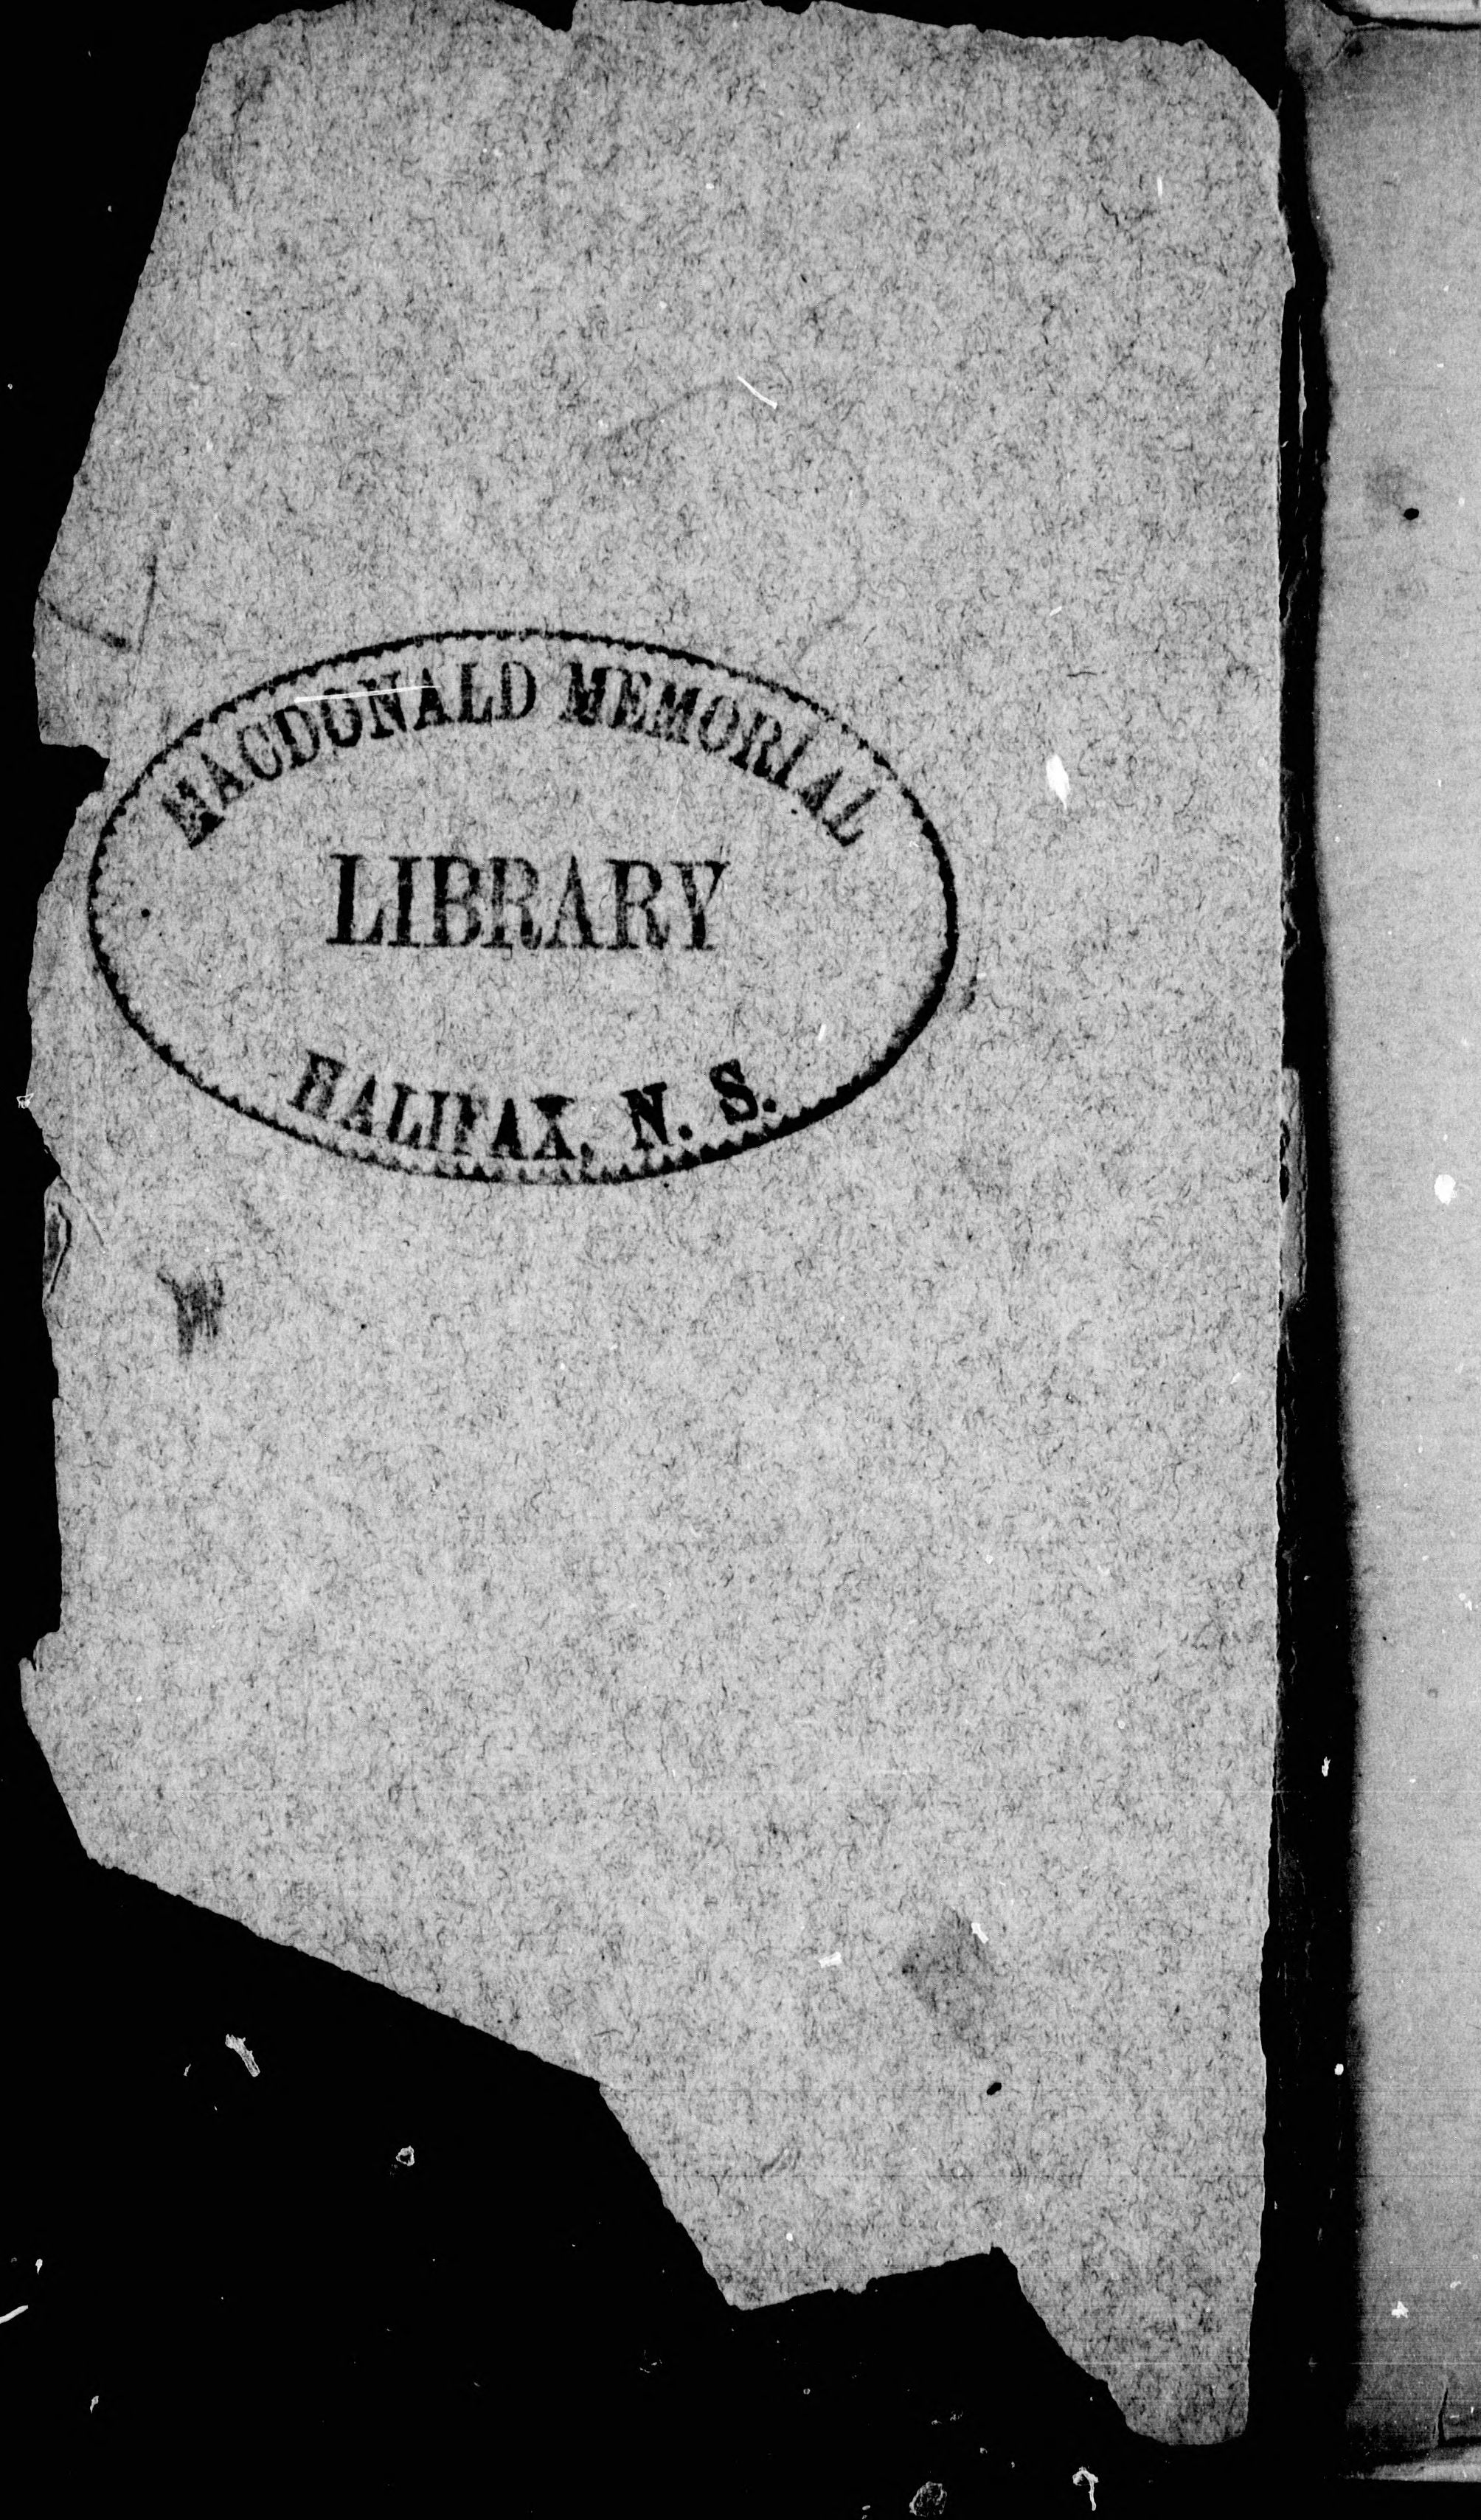 MACDONALD MEMORIAL
LIBRARY
HALIFAX, N. S.